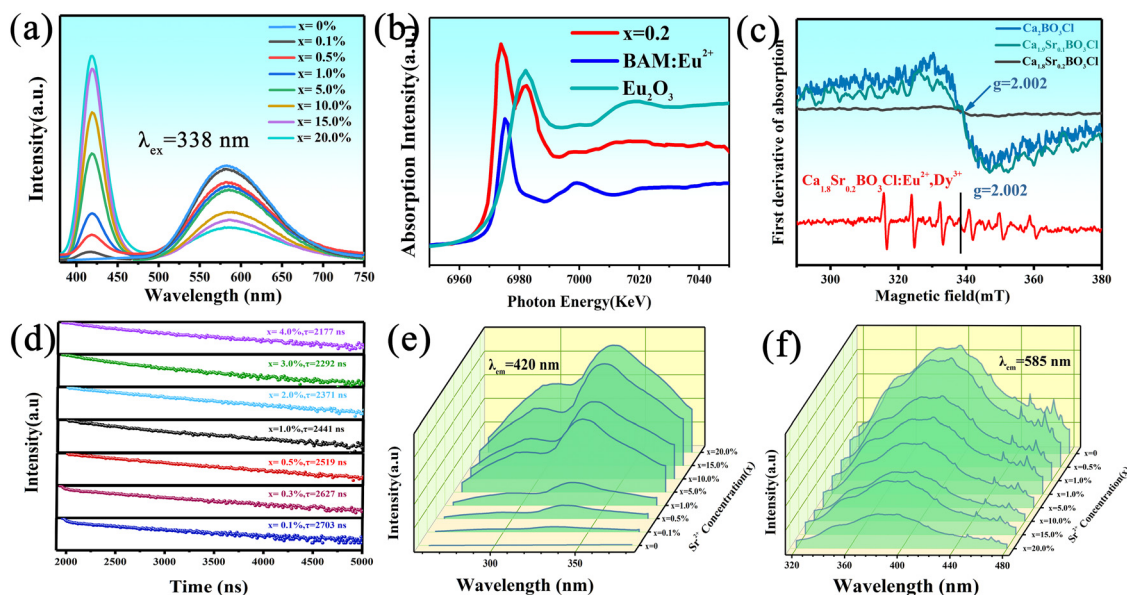 (a)
x= 0%
x= 0.1%
x= 0.5%
x= 1.0%
x= 5.0%
x= 10.0%
x= 15.0%
x= 20.0%
λex=338 nm
Intensity(a.u.)
400 450 500 550 600 650 700 750
Wavelength (nm)
(b)
x=0.2
BAM:Eu²⁺
Eu₂O₃
Absorption Intensity(a.u.)
6960 6980 7000 7020 7040
Photon Energy(KeV)
(c)
Ca₂BO₃Cl
Ca₁.₉Sr₀.₁BO₃Cl
Ca₁.₈Sr₀.₂BO₃Cl
g=2.002
g=2.002
Ca₁.₈Sr₀.₂BO₃Cl:Eu²⁺,Dy³⁺
First derivative of absorption
300 320 340 360 380
Magnetic field(mT)
(d)
x= 4.0%,τ=2177 ns
x= 3.0%,τ=2292 ns
x= 2.0%,τ=2371 ns
x=1.0%,τ=2441 ns
x= 0.5%,τ=2519 ns
x= 0.3%,τ=2627 ns
x= 0.1%,τ=2703 ns
Intensity(a.u)
2000 2500 3000 3500 4000 4500 5000
Time (ns)
(e)
λem=420 nm
x=20.0%
x=15.0%
x=10.0%
x=5.0%
x=1.0%
x=0.5%
x=0.1%
x=0
Sr²⁺ Concentration(x)
Intensity(a.u)
300 350
Wavelength (nm)
(f)
λem=585 nm
x=0
x=0.5%
x=1.0%
x=5.0%
x=10.0%
x=15.0%
x=20.0%
Sr²⁺ Concentration(x)
Intensity(a.u)
320 360 400 440 480
Wavelength (nm)